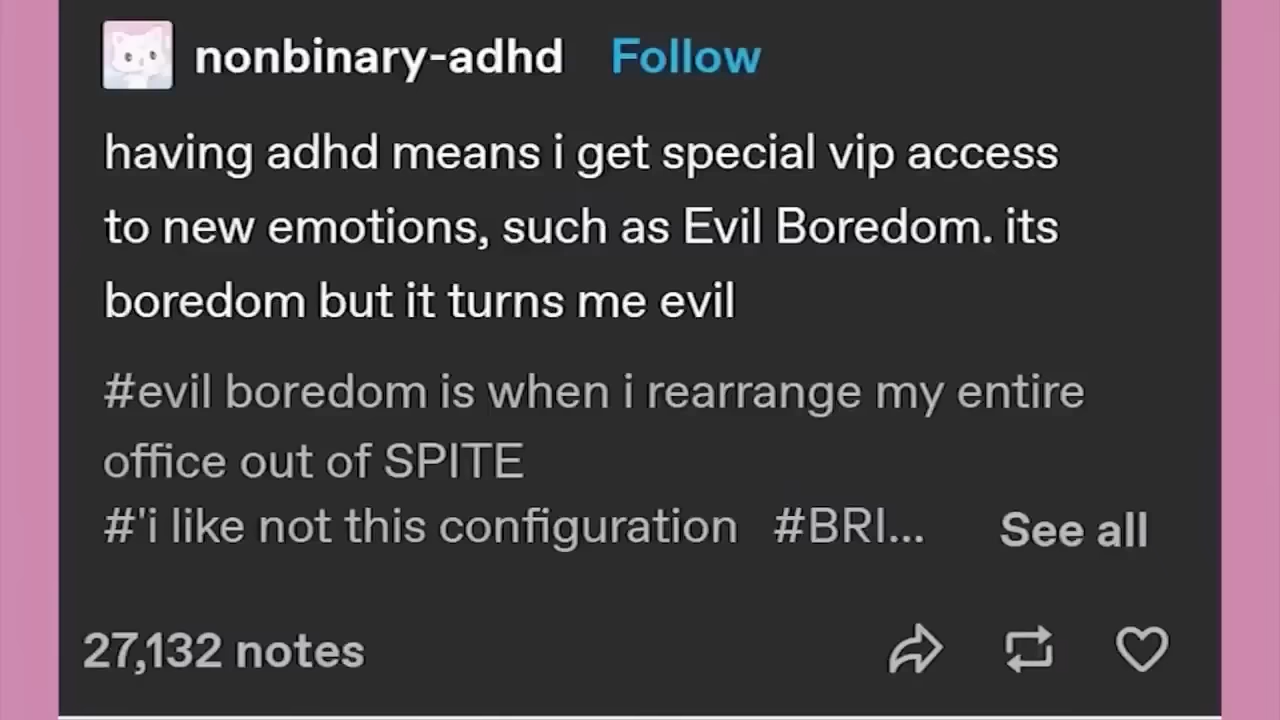 nonbinary-adhd Follow
having adhd means i get special vip access
to new emotions, such as Evil Boredom. its
boredom but it turns me evil
#evil boredom is when i rearrange my entire
office out of SPITE
#'i like not this configuration #BRI... See all
27,132 notes